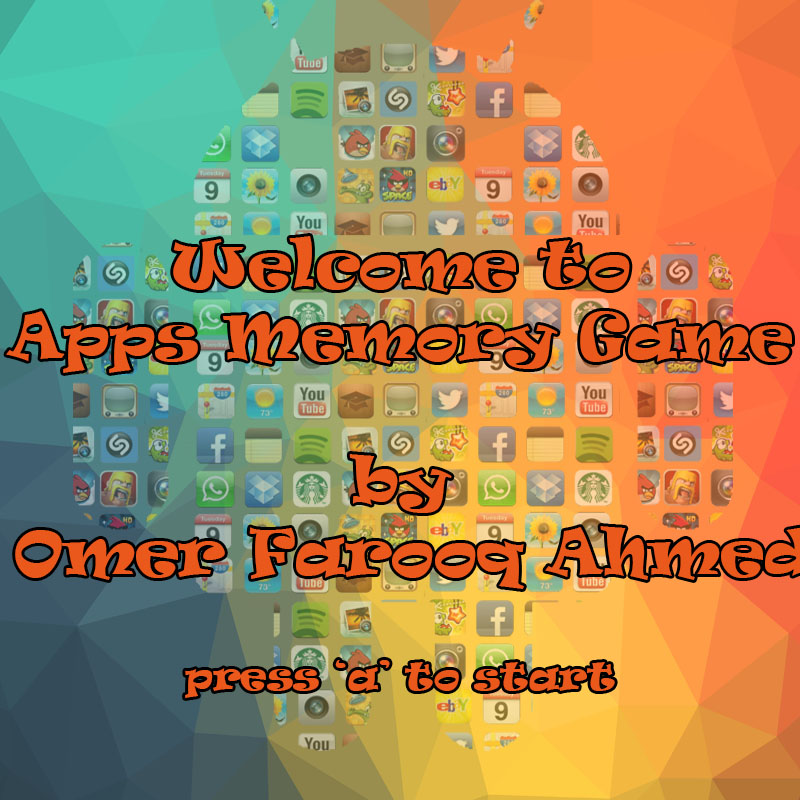 Welcome to
Apps Memory Game
by
Omer Farooq Ahmed
press ‘a’ to start